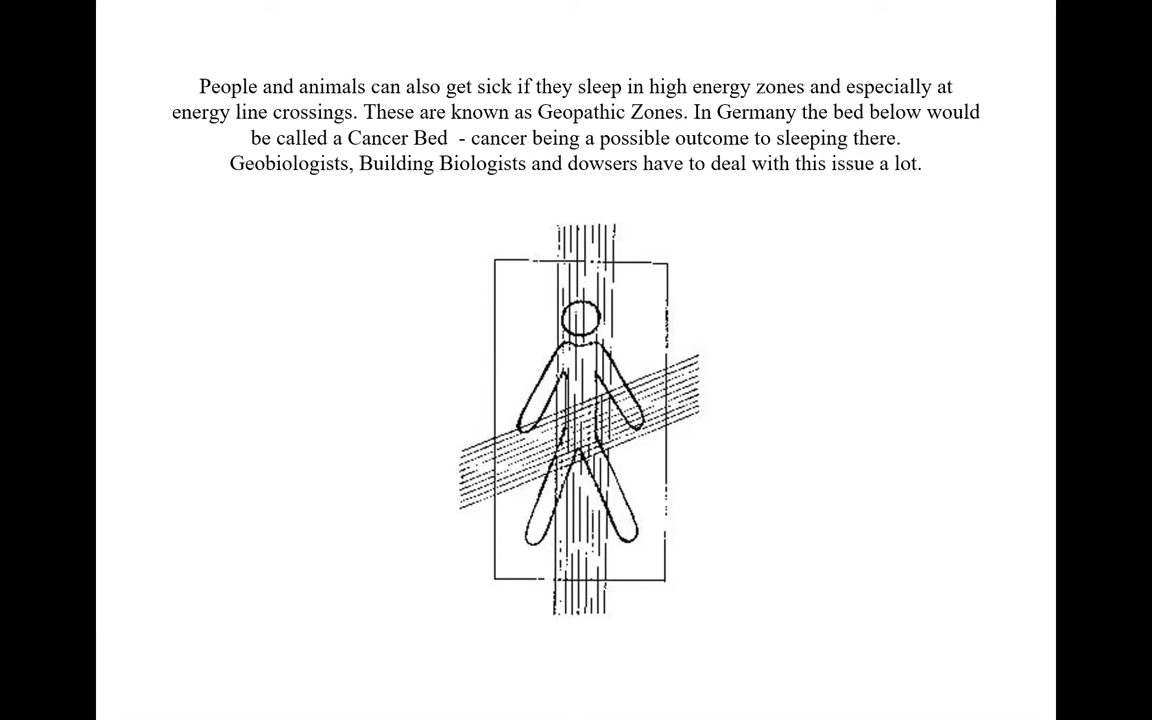 People and animals can also get sick if they sleep in high energy zones and especially at
energy line crossings. These are known as Geopathic Zones. In Germany the bed below would
be called a Cancer Bed  - cancer being a possible outcome to sleeping there.
Geobiologists, Building Biologists and dowsers have to deal with this issue a lot.